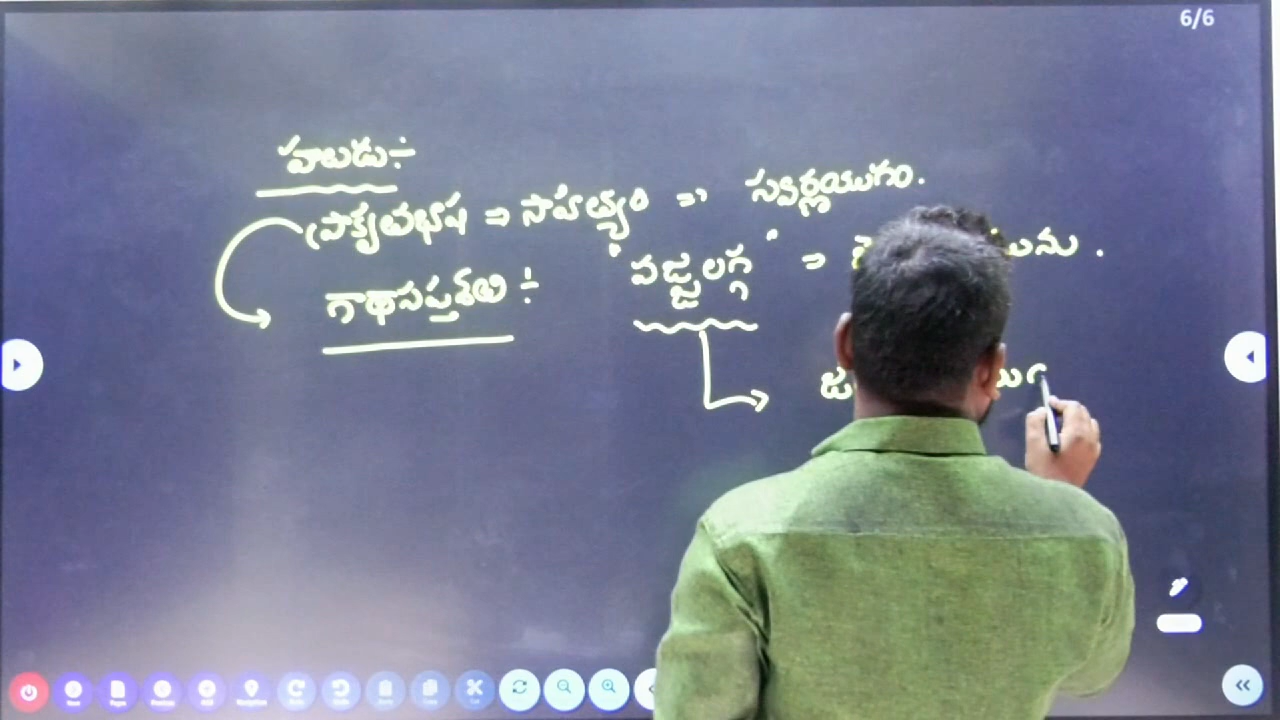 6/6
హాలుడు ÷
ప్రాకృతభాష ⇒ సాహిత్యం ⇒ స్వర్ణయుగం.
గాథాసప్తశతి ÷ "వజ్జలగ్గ" ⇒